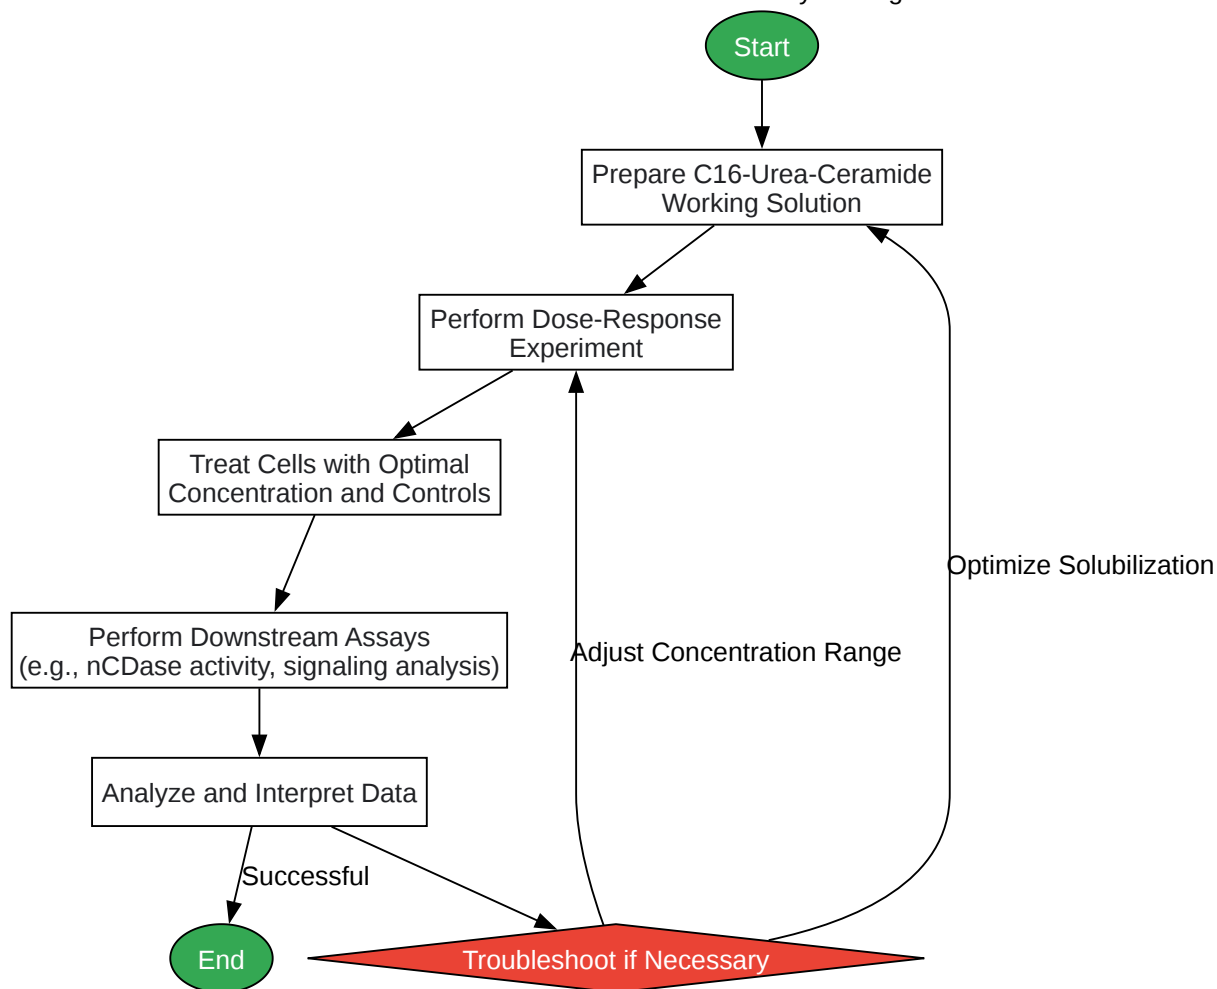 Start
Prepare C16-Urea-Ceramide
Working Solution
Perform Dose-Response
Experiment
Treat Cells with Optimal
Concentration and Controls
Optimize Solubilization
Perform Downstream Assays
(e.g., nCDase activity, signaling analysis)
Adjust Concentration Range
Analyze and Interpret Data
Successful
End
Troubleshoot if Necessary